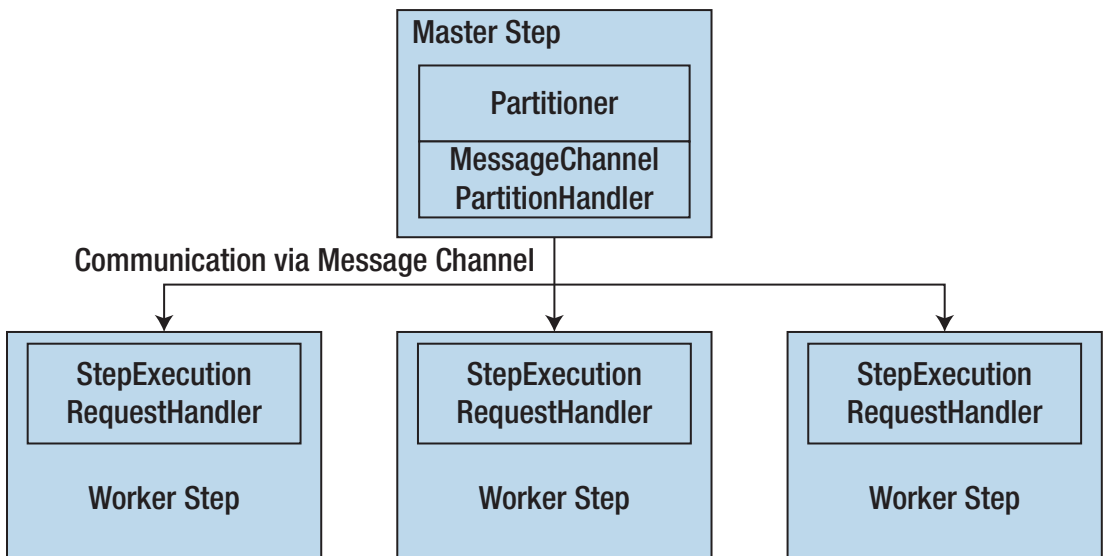 Master Step
Partitioner
MessageChannel
PartitionHandler
Communication via Message Channel
StepExecution
RequestHandler
Worker Step
StepExecution
RequestHandler
Worker Step
StepExecution
RequestHandler
Worker Step